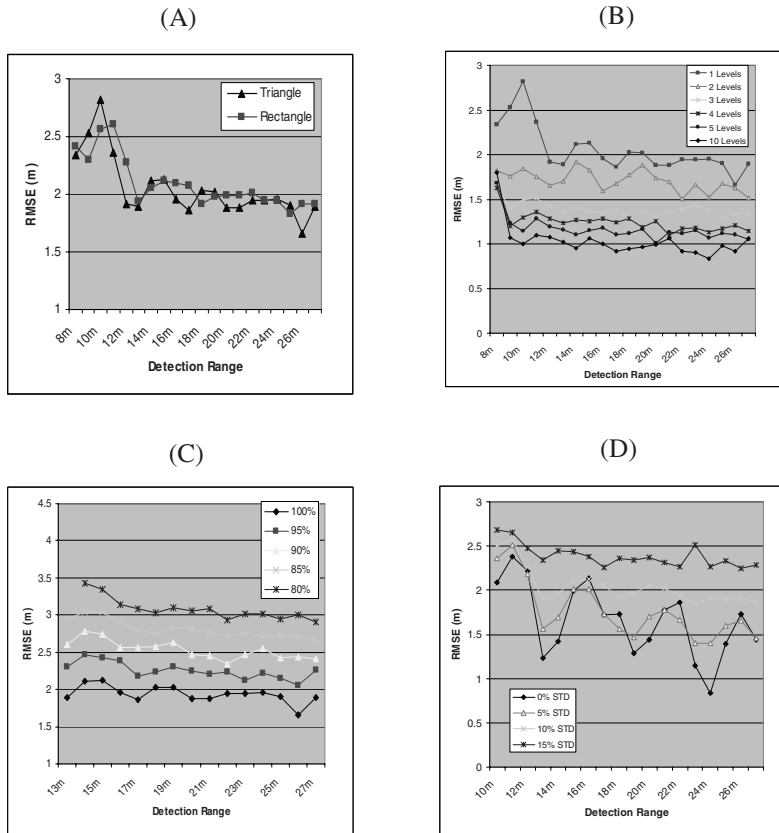 (A)
3
2.5
2
1.5
1
RMSE (m)
Triangle
Rectangle
8m
10m
12m
14m
16m
18m
20m
22m
24m
26m
Detection Range
(B)
3
2.5
2
1.5
1
0.5
0
RMSE (m)
1 Levels
2 Levels
3 Levels
4 Levels
5 Levels
10 Levels
8m
10m
12m
14m
16m
18m
20m
22m
24m
26m
Detection Range
(C)
4.5
4
3.5
3
2.5
2
1.5
1
RMSE (m)
100%
95%
90%
85%
80%
13m
15m
17m
19m
21m
23m
25m
27m
Detection Range
(D)
3
2.5
2
1.5
1
0.5
0
RMSE (m)
0% STD
5% STD
10% STD
15% STD
10m
12m
14m
16m
18m
20m
22m
24m
26m
Detection Range